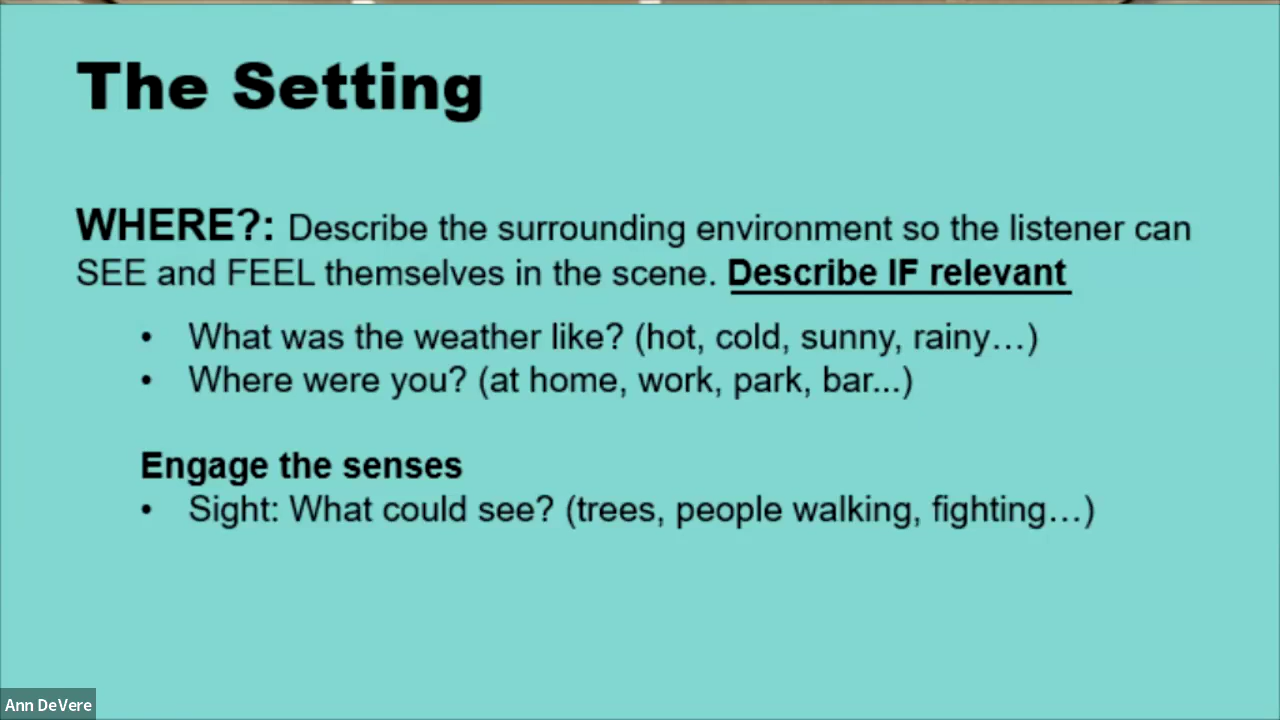 The Setting
WHERE?: Describe the surrounding environment so the listener can
SEE and FEEL themselves in the scene. Describe IF relevant
• What was the weather like? (hot, cold, sunny, rainy…)
• Where were you? (at home, work, park, bar...)
Engage the senses
• Sight: What could see? (trees, people walking, fighting…)
Ann DeVere